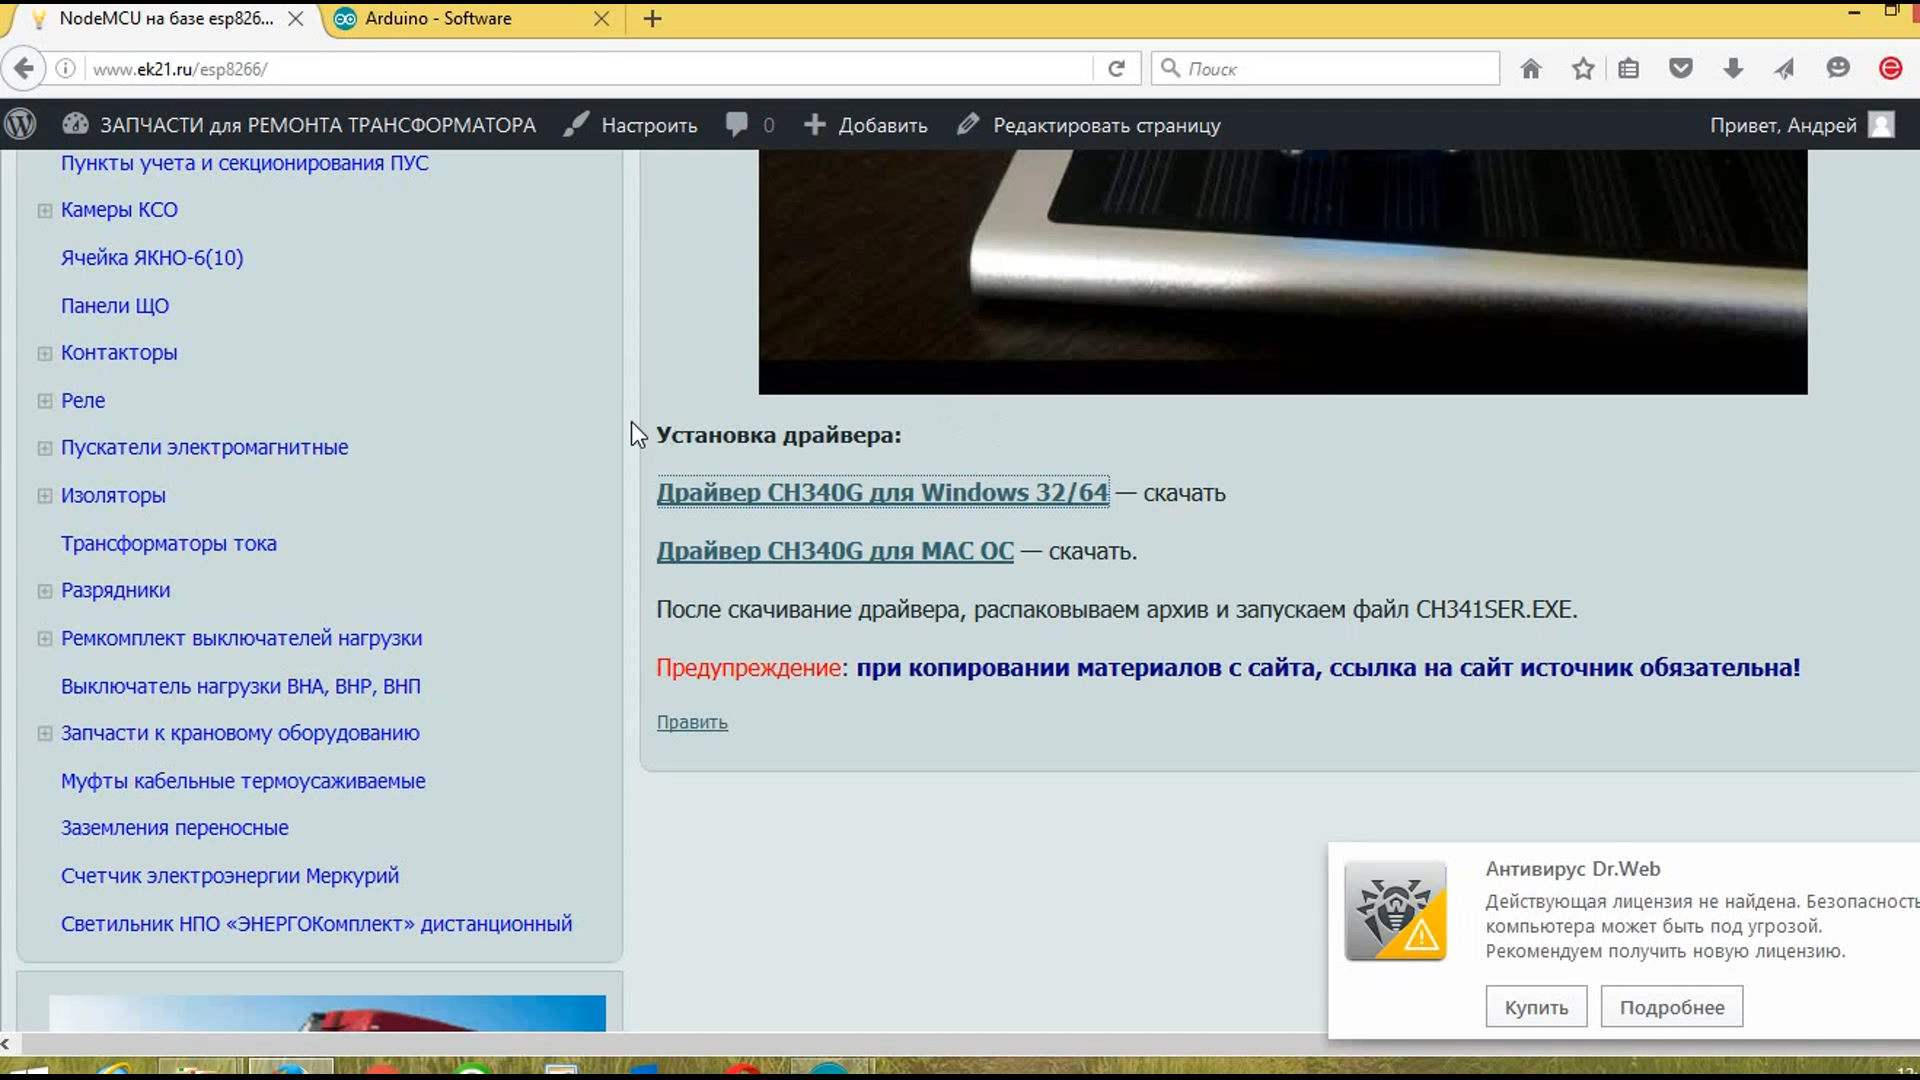 NodeMCU на базе esp826...
Arduino - Software
www.ek21.ru/esp8266/
Поиск
ЗАПЧАСТИ для РЕМОНТА ТРАНСФОРМАТОРА
Настроить
0
Добавить
Редактировать страницу
Привет, Андрей
Пункты учета и секционирования ПУС
Камеры КСО
Ячейка ЯКНО-6(10)
Панели ЩО
Контакторы
Реле
Пускатели электромагнитные
Изоляторы
Трансформаторы тока
Разрядники
Ремкомплект выключателей нагрузки
Выключатель нагрузки ВНА, ВНР, ВНП
Запчасти к крановому оборудованию
Муфты кабельные термоусаживаемые
Заземления переносные
Счетчик электроэнергии Меркурий
Светильник НПО «ЭНЕРГОКомплект» дистанционный
Установка драйвера:
Драйвер CH340G для Windows 32/64 — скачать
Драйвер CH340G для MAC ОС — скачать.
После скачивание драйвера, распаковываем архив и запускаем файл CH341SER.EXE.
Предупреждение: при копировании материалов с сайта, ссылка на сайт источник обязательна!
Править
Антивирус Dr.Web
Действующая лицензия не найдена. Безопасность
компьютера может быть под угрозой.
Рекомендуем получить новую лицензию.
Купить
Подробнее